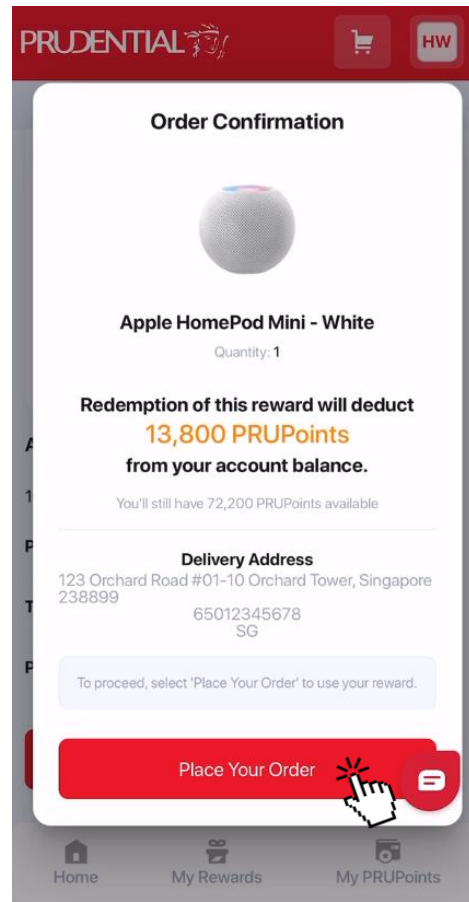 PRUDENTIAL
HW
Order Confirmation
Apple HomePod Mini - White
Quantity: 1
Redemption of this reward will deduct
13,800 PRUPoints
from your account balance.
You'll still have 72,200 PRUPoints available
Delivery Address
123 Orchard Road #01-10 Orchard Tower, Singapore
238899
65012345678
SG
To proceed, select 'Place Your Order' to use your reward.
Place Your Order
Home
My Rewards
My PRUPoints